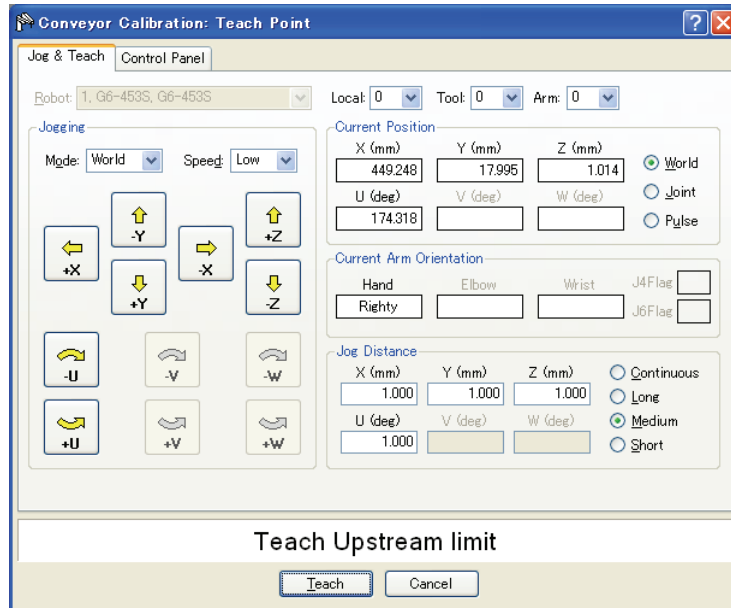 Conveyor Calibration: Teach Point
Jog & Teach Control Panel
Robot: 1, G6-453S, G6-453S Local: 0 Tool: 0 Arm: 0
Jogging
Mode: World Speed: Low
-Y +Z
+X -X
+Y -Z
-U -V -W
+U +V +W
Current Position
X (mm) Y (mm) Z (mm)
449.248 17.995 1.014
U (deg) V (deg) W (deg)
174.318
World
Joint
Pulse
Current Arm Orientation
Hand Elbow Wrist J4Flag
Righty J6Flag
Jog Distance
X (mm) Y (mm) Z (mm)
1.000 1.000 1.000
U (deg) V (deg) W (deg)
1.000
Continuous
Long
Medium
Short
Teach Upstream limit
Teach Cancel